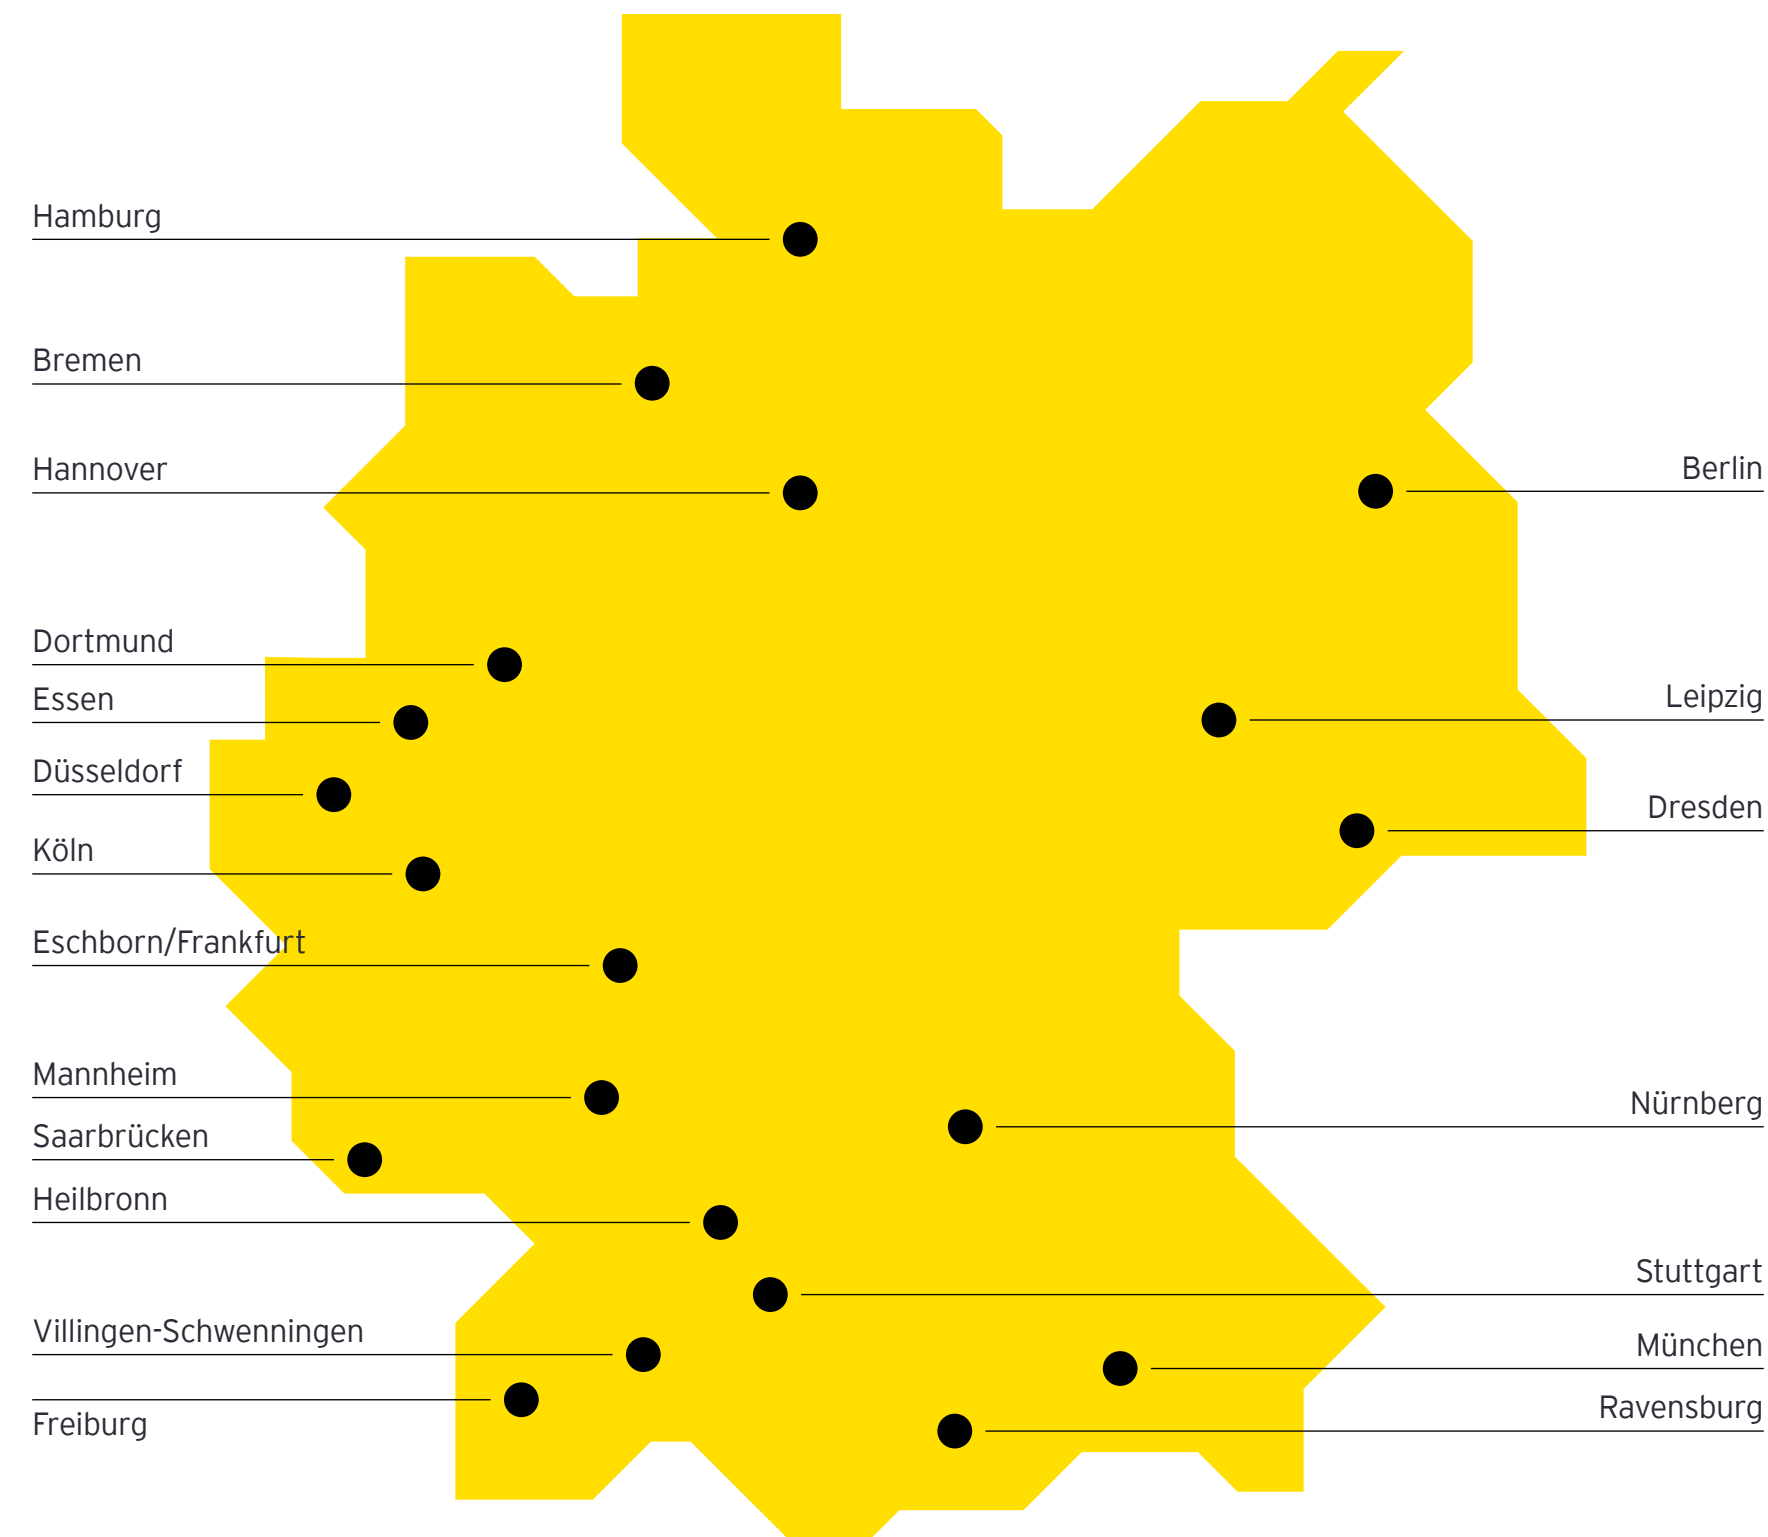 Hamburg
Bremen
Hannover
Dortmund
Essen
Düsseldorf
Köln
Eschborn/Frankfurt
Mannheim
Saarbrücken
Heilbronn
Villingen-Schwenningen
Freiburg
Berlin
Leipzig
Dresden
Nürnberg
Stuttgart
München
Ravensburg